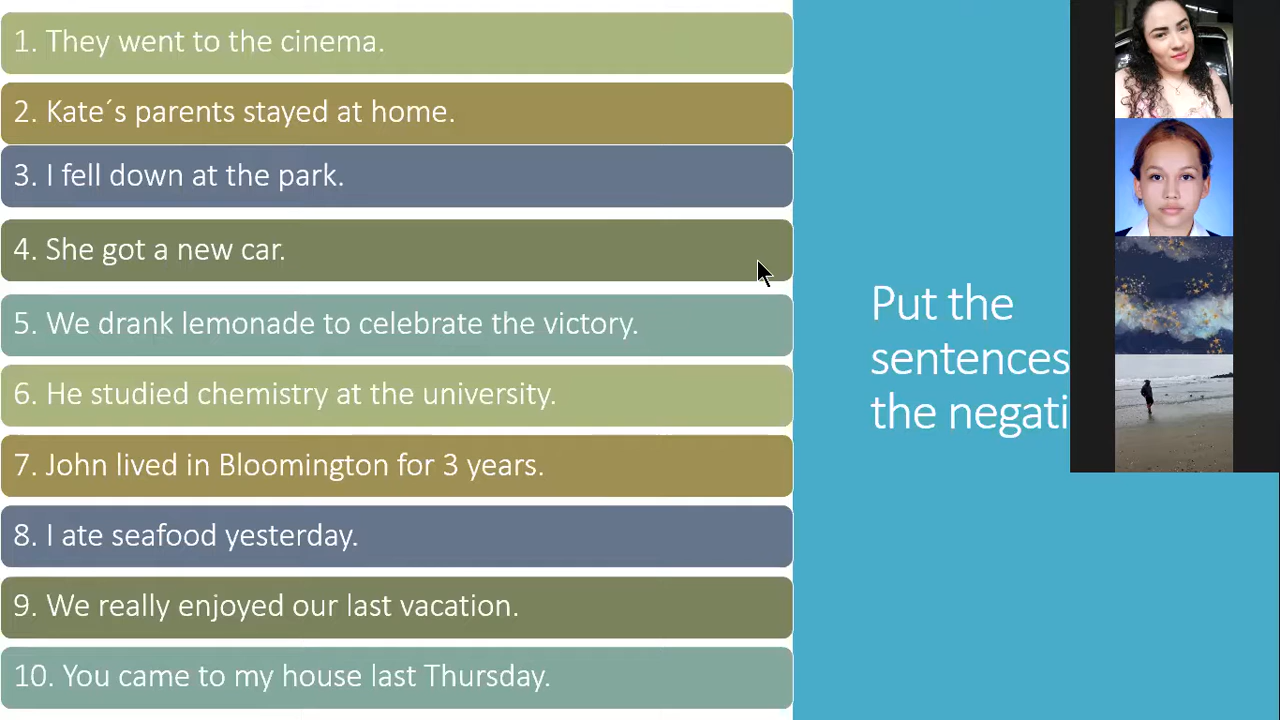 1. They went to the cinema.
2. Kate´s parents stayed at home.
3. I fell down at the park.
4. She got a new car.
5. We drank lemonade to celebrate the victory.
6. He studied chemistry at the university.
7. John lived in Bloomington for 3 years.
8. I ate seafood yesterday.
9. We really enjoyed our last vacation.
10. You came to my house last Thursday.
Put the
sentences
the negati